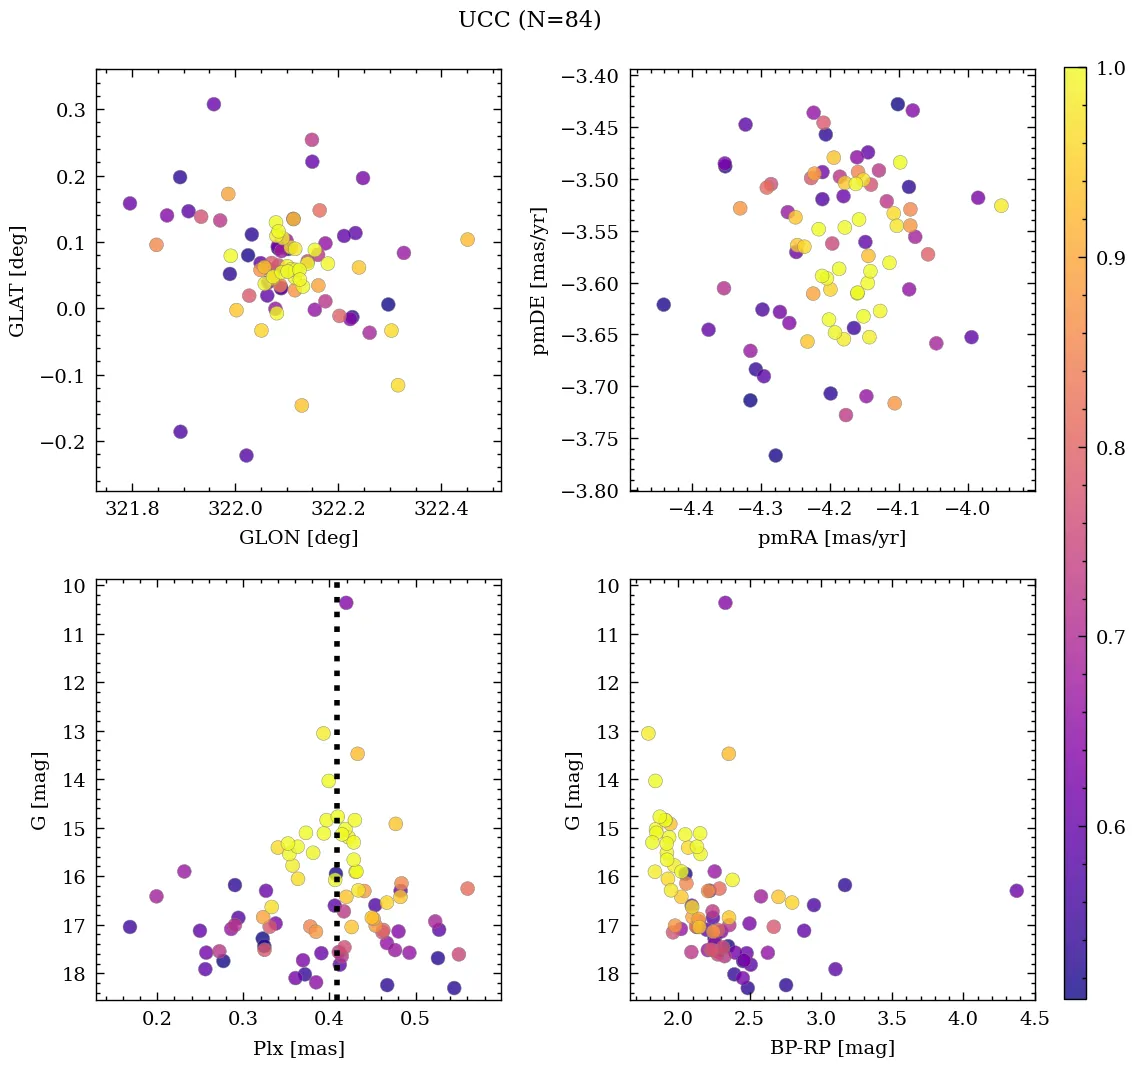 UCC (N=84)
0.3
0.2
0.1
0.0
−0.1
−0.2
GLAT [deg]
321.8 322.0 322.2 322.4
GLON [deg]
−3.40
−3.45
−3.50
−3.55
−3.60
−3.65
−3.70
−3.75
−3.80
pmDE [mas/yr]
−4.4 −4.3 −4.2 −4.1 −4.0
pmRA [mas/yr]
10
11
12
13
14
15
16
17
18
G [mag]
0.2 0.3 0.4 0.5
Plx [mas]
10
11
12
13
14
15
16
17
18
G [mag]
2.0 2.5 3.0 3.5 4.0 4.5
BP-RP [mag]
1.0
0.9
0.8
0.7
0.6